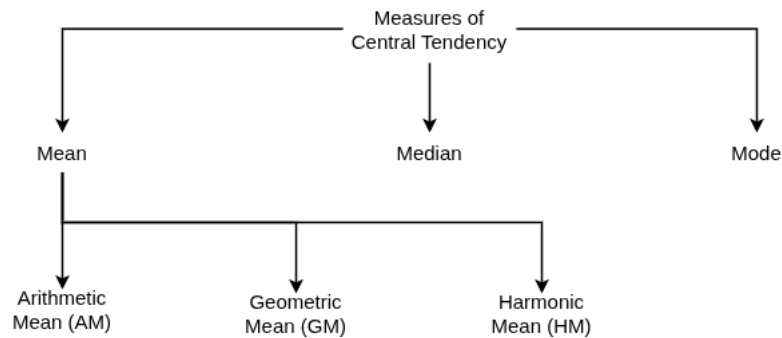 Measures of
Central Tendency
Mean
Median
Mode
Arithmetic
Mean (AM)
Geometric
Mean (GM)
Harmonic
Mean (HM)